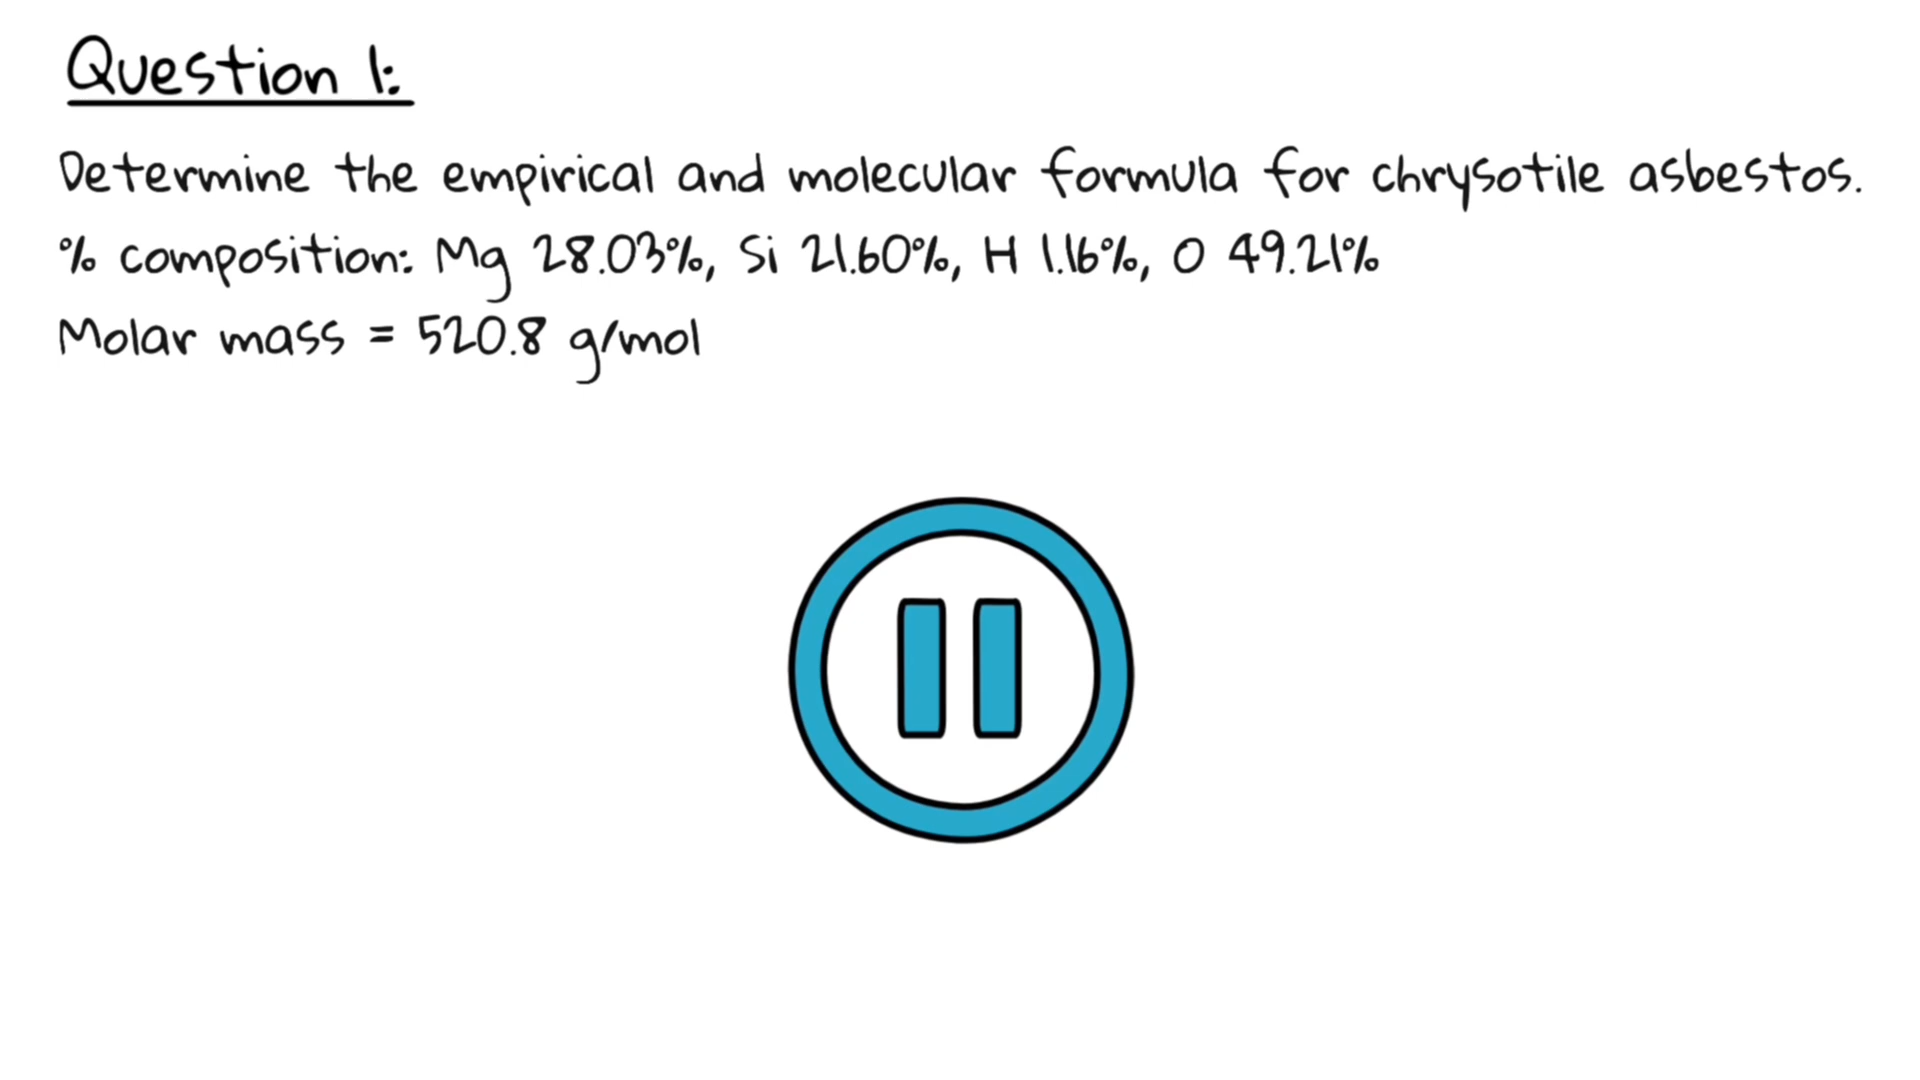 Question 1:
Determine the empirical and molecular formula for chrysotile asbestos.
% composition: Mg 28.03%, Si 21.60%, H 1.16%, O 49.21%
Molar mass = 520.8 g/mol